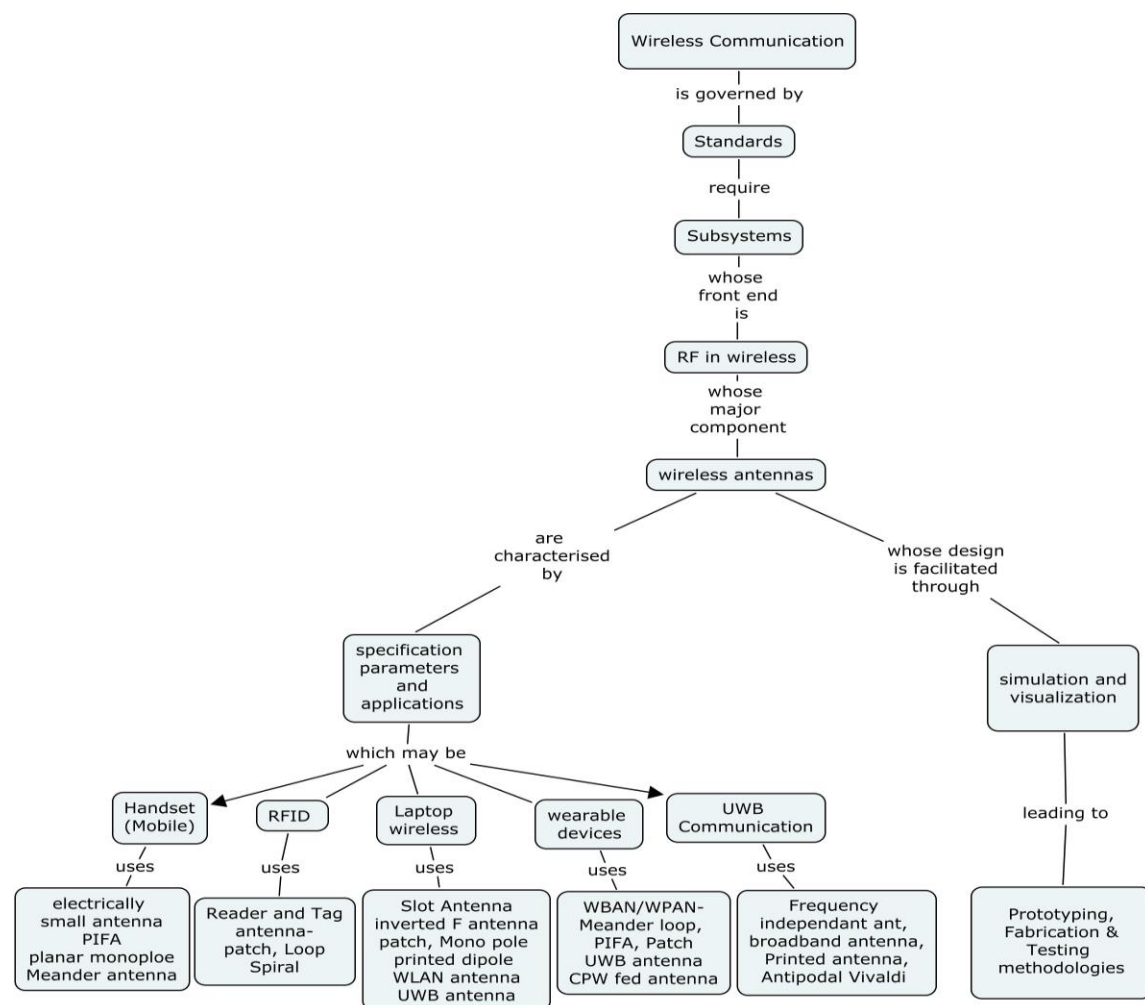 Wireless Communication
is governed by
Standards
require
Subsystems
whose
front end
is
RF in wireless
whose
major
component
wireless antennas
are
characterised
by
whose design
is facilitated
through
specification
parameters
and
applications
simulation and
visualization
which may be
leading to
Handset
(Mobile)
RFID
Laptop
wireless
wearable
devices
UWB
Communication
uses
uses
uses
uses
uses
electrically
small antenna
PIFA
planar monoploe
Meander antenna
Reader and Tag
antenna-
patch, Loop
Spiral
Slot Antenna
inverted F antenna
patch, Mono pole
printed dipole
WLAN antenna
UWB antenna
WBAN/WPAN-
Meander loop,
PIFA, Patch
UWB antenna
CPW fed antenna
Frequency
independant ant,
broadband antenna,
Printed antenna,
Antipodal Vivaldi
Prototyping,
Fabrication &
Testing
methodologies